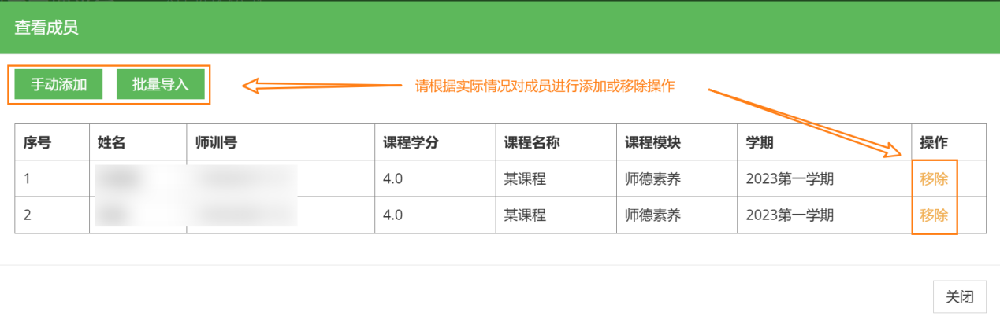 查看成员
手动添加 批量导入 请根据实际情况对成员进行添加或移除操作
序号 姓名 师训号 课程学分 课程名称 课程模块 学期 操作
1 4.0 某课程 师德素养 2023第一学期 移除
2 4.0 某课程 师德素养 2023第一学期 移除
关闭